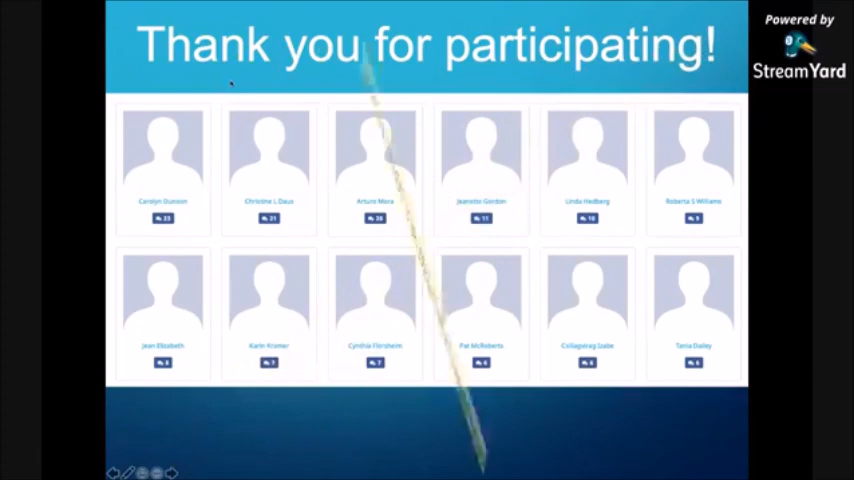 Thank you for participating!
Powered by
StreamYard
Carolyn Dunson
Christine L Daus
Arturo Mora
Jeanette Gordon
Linda Hedberg
Roberta S Williams
23
21
20
11
10
9
Jean Elizabeth
Karin Kramer
Cynthia Florsheim
Pat McRoberts
Csillagvirag Szabe
Tania Dailey
7
7
6